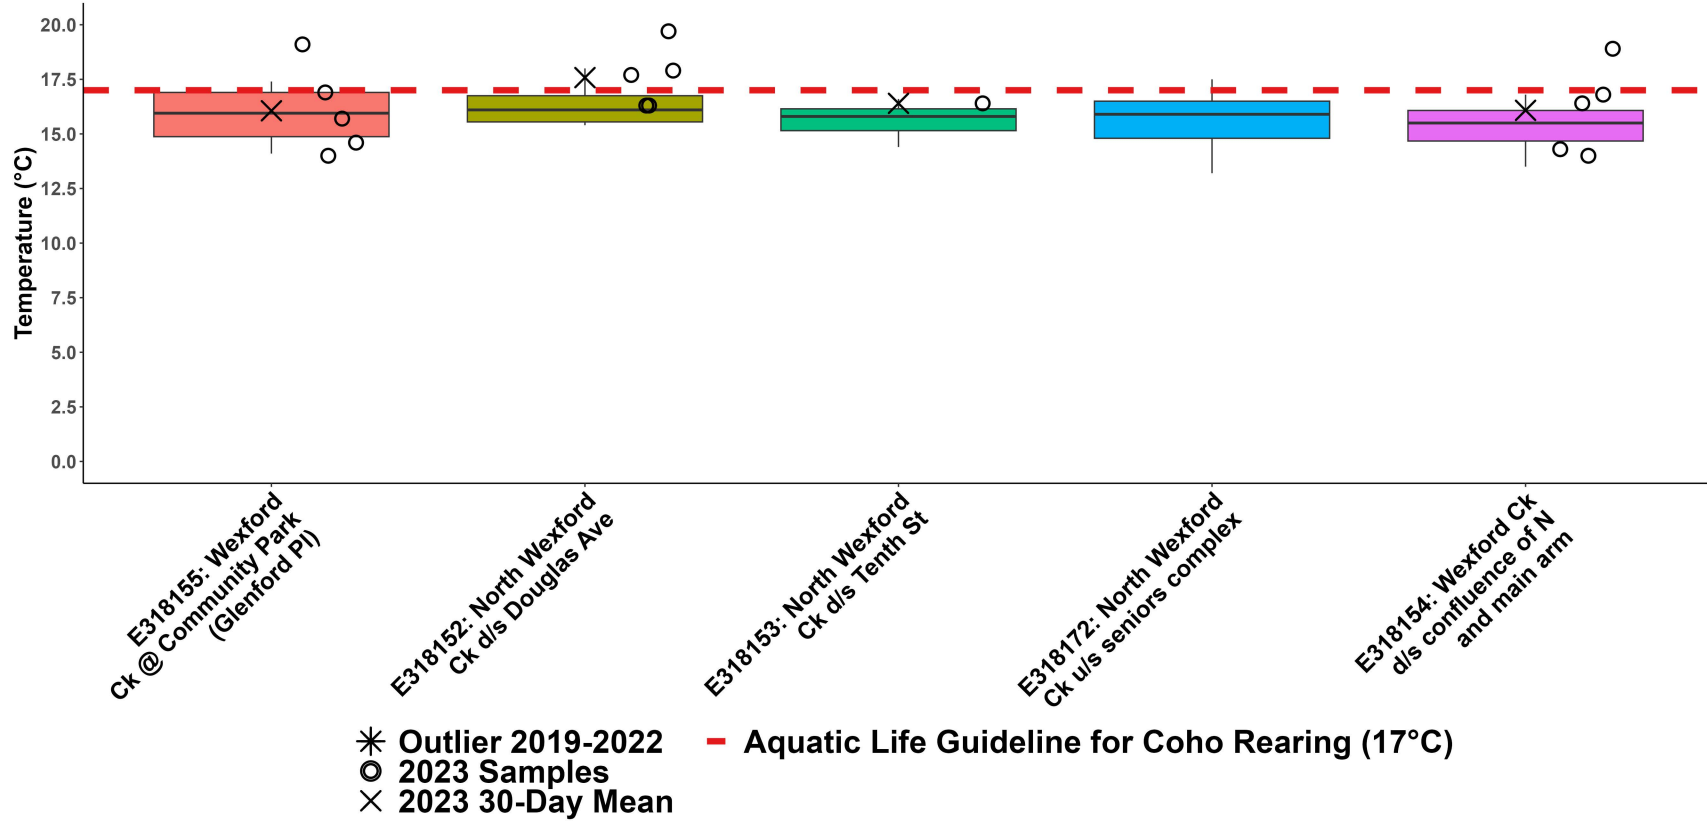 20.0
17.5
15.0
12.5
10.0
7.5
5.0
2.5
0.0
Temperature (°C)
E318155: Wexford
Ck @ Community Park
(Glenford Pl)
E318152: North Wexford
Ck d/s Douglas Ave
E318153: North Wexford
Ck d/s Tenth St
E318172: North Wexford
Ck u/s seniors complex
E318154: Wexford Ck
d/s confluence of N
and main arm
Outlier 2019-2022
2023 Samples
2023 30-Day Mean
Aquatic Life Guideline for Coho Rearing (17°C)